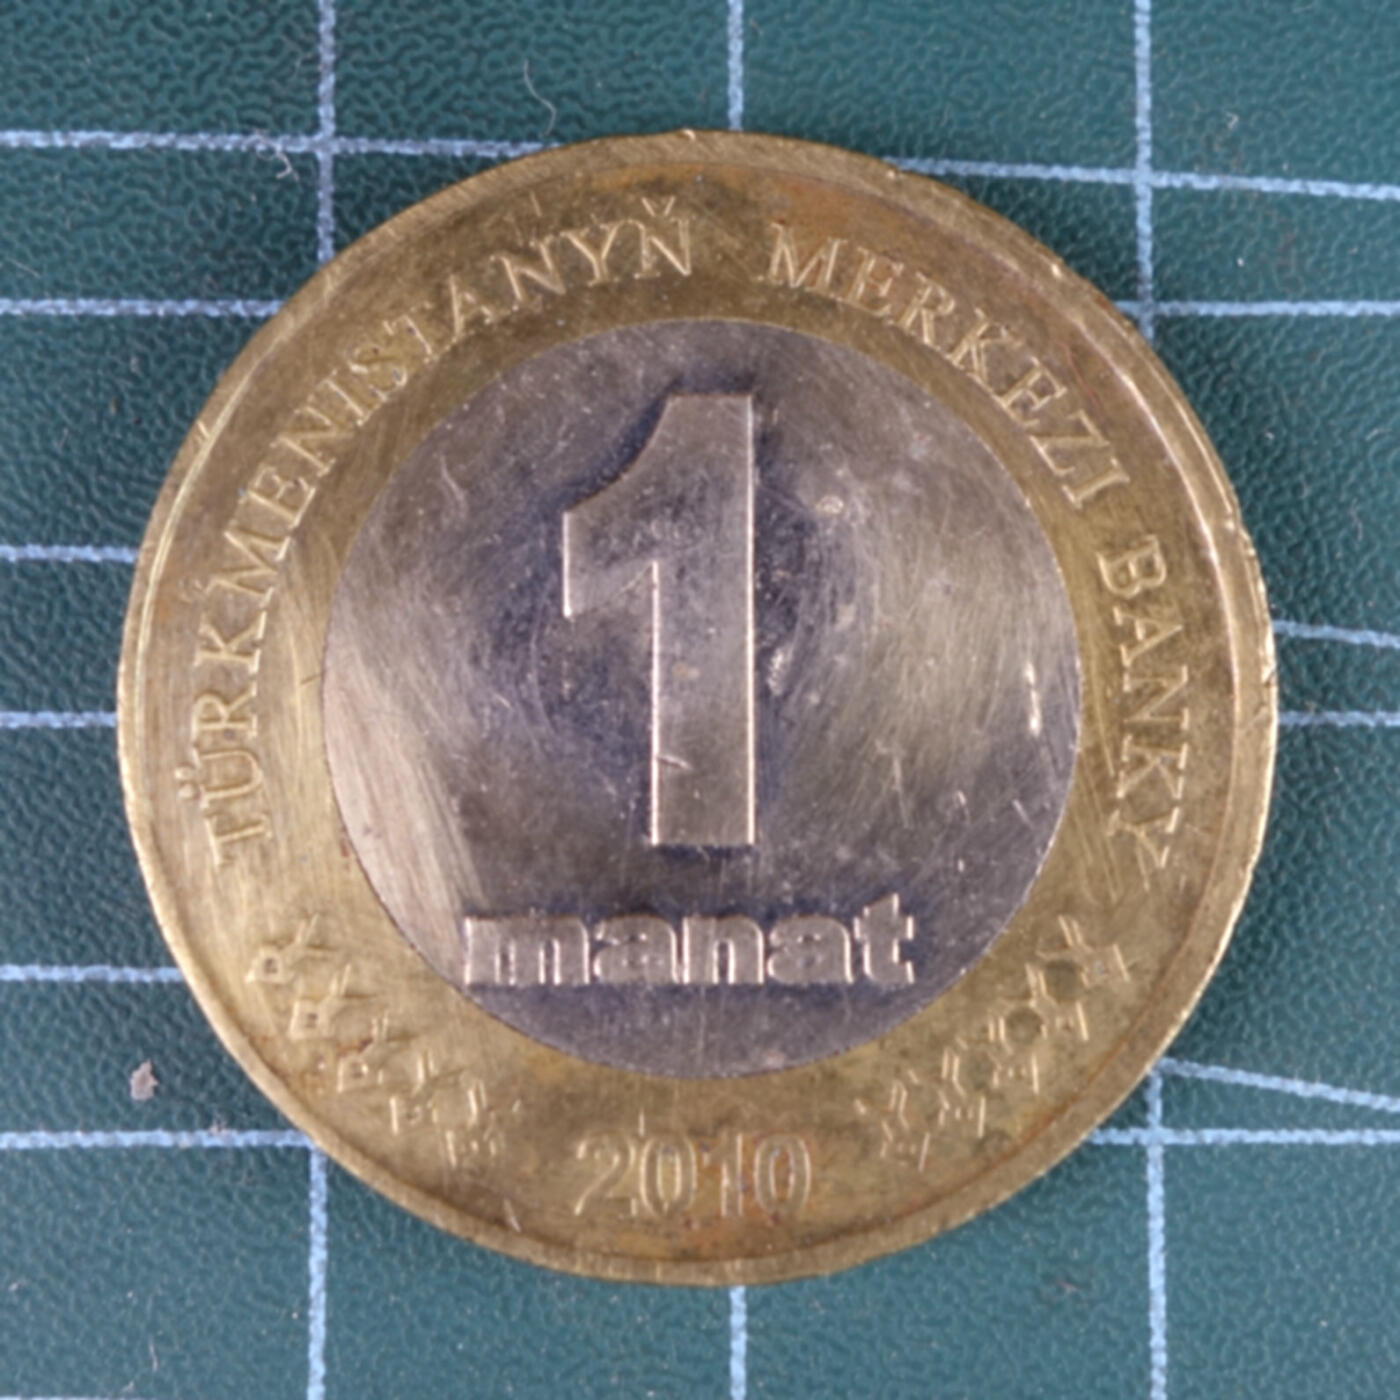 TÜRKMENISTANYŇ MERKEZI BANKY
1
manat
2010